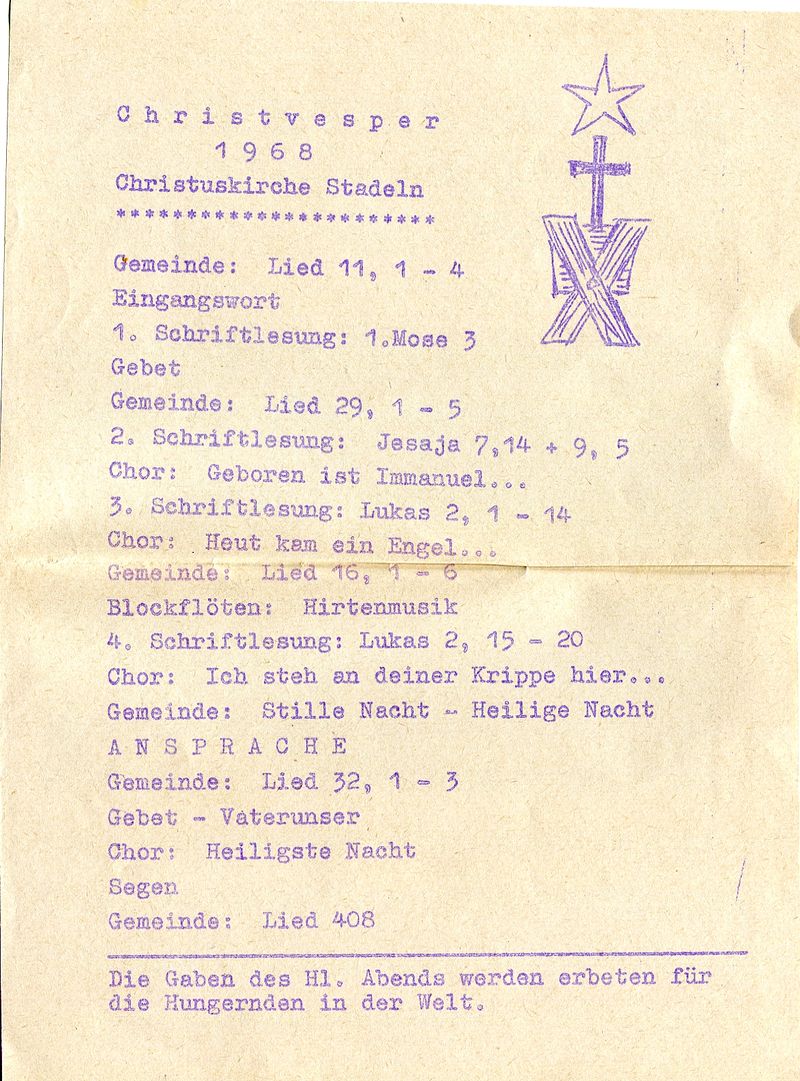 C h r i s t v e s p e r
1 9 6 8
Christuskirche Stadeln
***********************
Gemeinde: Lied 11, 1 - 4
Eingangswort
1. Schriftlesung: 1.Mose 3
Gebet
Gemeinde: Lied 29, 1 - 5
2. Schriftlesung: Jesaja 7,14 + 9, 5
Chor: Geboren ist Immanuel...
3. Schriftlesung: Lukas 2, 1 - 14
Chor: Heut kam ein Engel...
Gemeinde: Lied 16, 1 - 6
Blockflöten: Hirtenmusik
4. Schriftlesung: Lukas 2, 15 - 20
Chor: Ich steh an deiner Krippe hier...
Gemeinde: Stille Nacht - Heilige Nacht
A N S P R A C H E
Gemeinde: Lied 32, 1 - 3
Gebet - Vaterunser
Chor: Heiligste Nacht
Segen
Gemeinde: Lied 408
Die Gaben des Hl. Abends werden erbeten für
die Hungernden in der Welt.